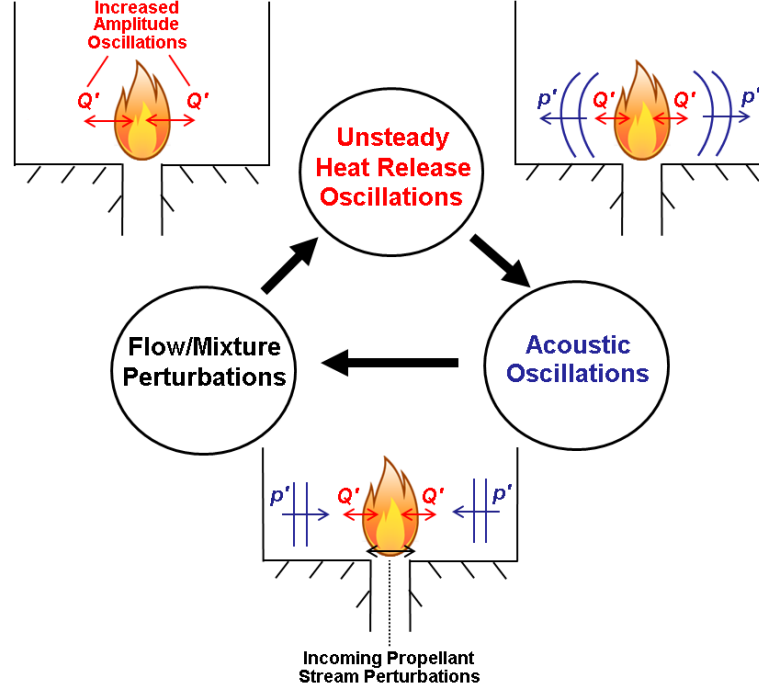 Increased
Amplitude
Oscillations
Q' Q'
p' Q' Q' p'
Unsteady
Heat Release
Oscillations
Flow/Mixture
Perturbations
Acoustic
Oscillations
p' Q' Q' p'
Incoming Propellant
Stream Perturbations